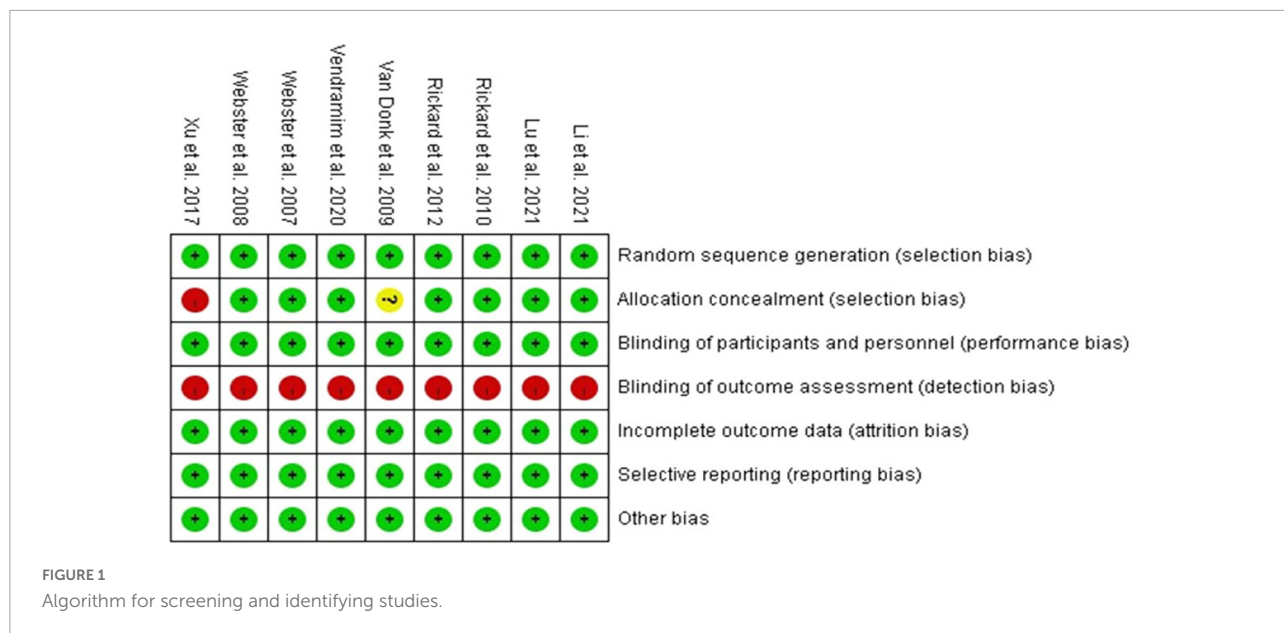 Xu et al. 2017
Webster et al. 2008
Webster et al. 2007
Vendramim et al. 2020
Van Donk et al. 2009
Rickard et al. 2012
Rickard et al. 2010
Lu et al. 2021
Li et al. 2021
+ + + + + + + + + Random sequence generation (selection bias)
- + + + ? + + + + Allocation concealment (selection bias)
+ + + + + + + + + Blinding of participants and personnel (performance bias)
- - - - - - - - - Blinding of outcome assessment (detection bias)
+ + + + + + + + + Incomplete outcome data (attrition bias)
+ + + + + + + + + Selective reporting (reporting bias)
+ + + + + + + + + Other bias
FIGURE 1
Algorithm for screening and identifying studies.